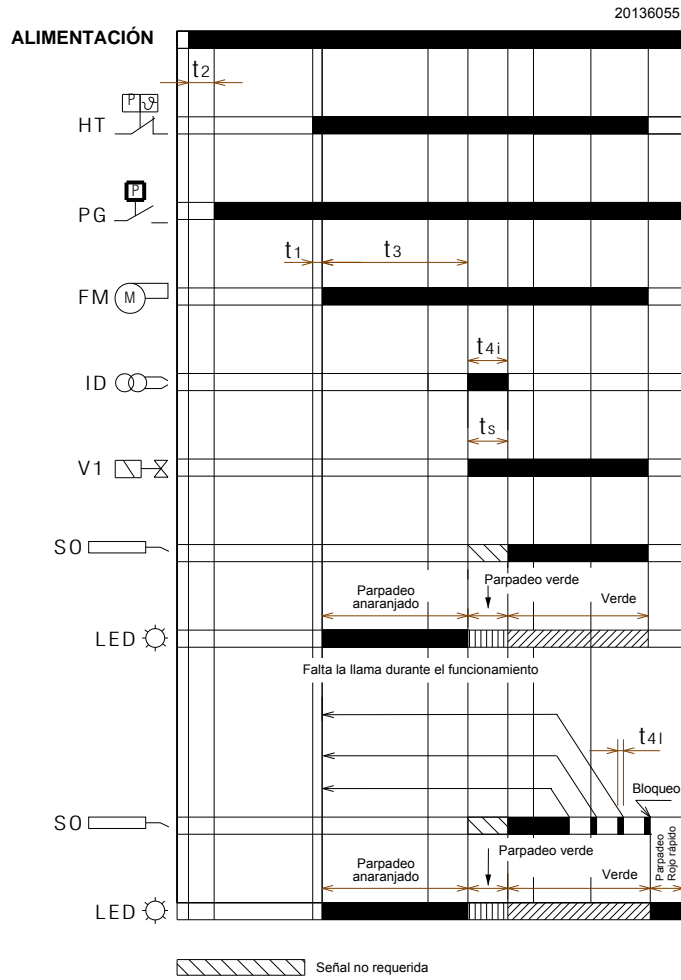 20136055
ALIMENTACIÓN
t2
P ϑ
HT
P
PG
t1 t3
FM M
t4i
ID
ts
V1
SO
Parpadeo anaranjado
Parpadeo verde
Verde
LED
Falta la llama durante el funcionamiento
t4l
Bloqueo
SO
Parpadeo anaranjado
Parpadeo verde
Verde
Parpadeo
Rojo rápido
LED
Señal no requerida